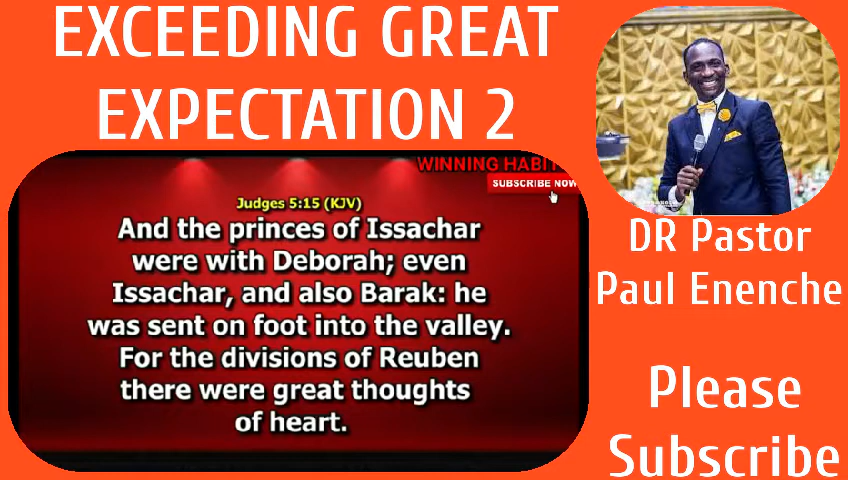 EXCEEDING GREAT
EXPECTATION 2
WINNING HABIT
SUBSCRIBE NOW
Judges 5:15 (KJV)
And the princes of Issachar
were with Deborah; even
Issachar, and also Barak: he
was sent on foot into the valley.
For the divisions of Reuben
there were great thoughts
of heart.
DR Pastor
Paul Enenche
Please
Subscribe